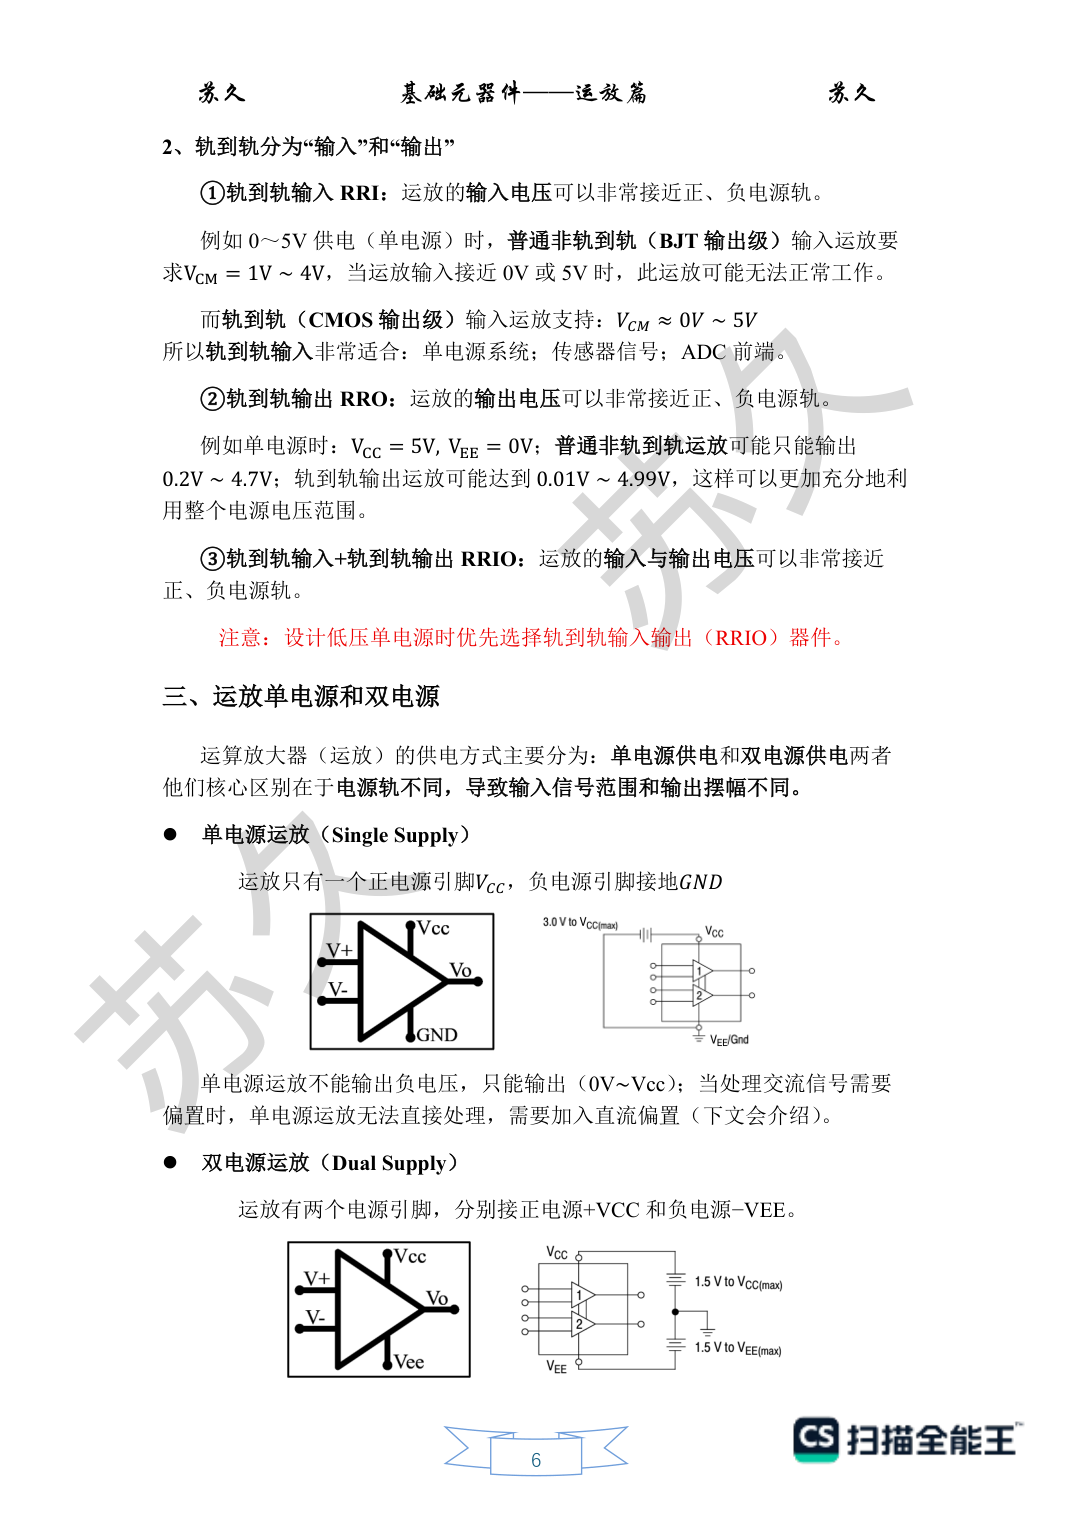 苏久 基础元器件——运放篇 苏久
2、轨到轨分为“输入”和“输出”
①轨到轨输入 RRI：运放的输入电压可以非常接近正、负电源轨。
例如 0～5V 供电（单电源）时，普通非轨到轨（BJT 输出级）输入运放要
求V_CM = 1V ~ 4V，当运放输入接近 0V 或 5V 时，此运放可能无法正常工作。
而轨到轨（CMOS 输出级）输入运放支持：V_CM ≈ 0V ~ 5V
所以轨到轨输入非常适合：单电源系统；传感器信号；ADC 前端。
②轨到轨输出 RRO：运放的输出电压可以非常接近正、负电源轨。
例如单电源时：V_CC = 5V, V_EE = 0V；普通非轨到轨运放可能只能输出
0.2V ~ 4.7V；轨到轨输出运放可能达到 0.01V ~ 4.99V，这样可以更加充分地利
用整个电源电压范围。
③轨到轨输入+轨到轨输出 RRIO：运放的输入与输出电压可以非常接近
正、负电源轨。
注意：设计低压单电源时优先选择轨到轨输入输出（RRIO）器件。
三、运放单电源和双电源
运算放大器（运放）的供电方式主要分为：单电源供电和双电源供电两者
他们核心区别在于电源轨不同，导致输入信号范围和输出摆幅不同。
● 单电源运放（Single Supply）
运放只有一个正电源引脚V_CC，负电源引脚接地GND
Vcc
V+
Vo
V-
GND
3.0 V to VCC(max)
VCC
1
2
VEE/Gnd
单电源运放不能输出负电压，只能输出（0V~Vcc）；当处理交流信号需要
偏置时，单电源运放无法直接处理，需要加入直流偏置（下文会介绍）。
● 双电源运放（Dual Supply）
运放有两个电源引脚，分别接正电源+VCC 和负电源−VEE。
Vcc
V+
Vo
V-
Vee
VCC
1
2
VEE
1.5 V to VCC(max)
1.5 V to VEE(max)
6
CS 扫描全能王™
苏久
苏久